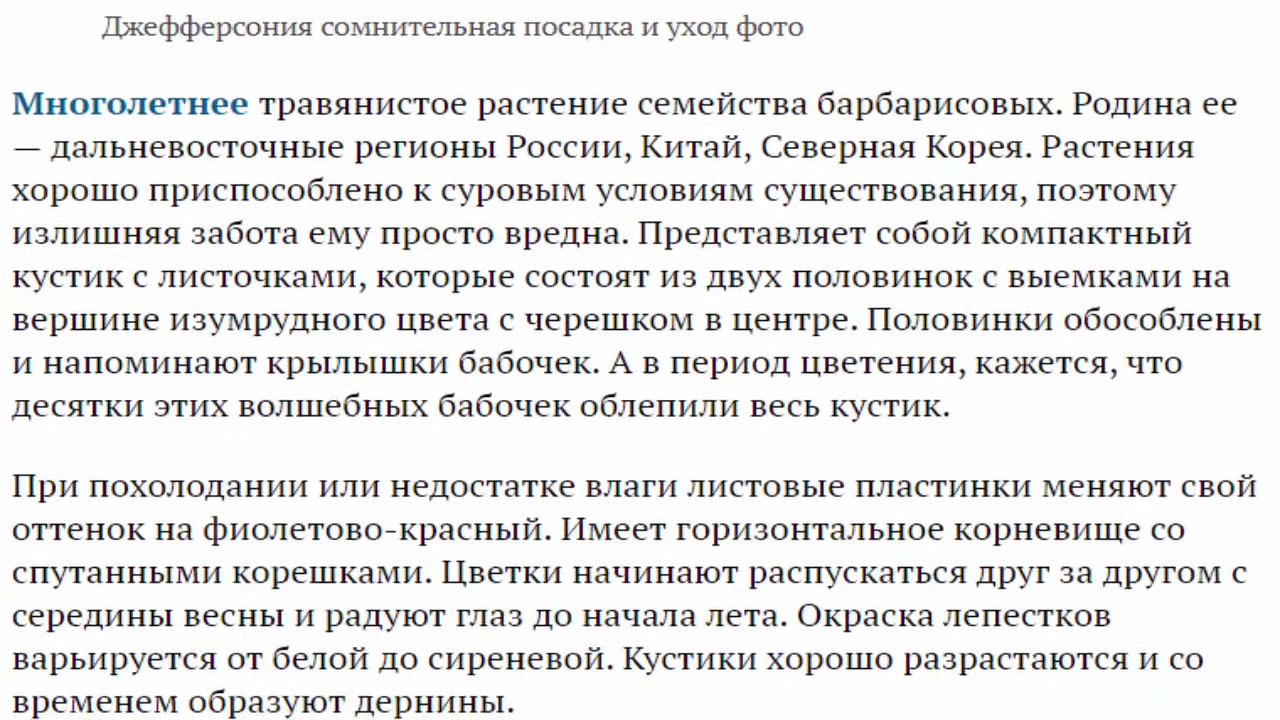 Джефферсония сомнительная посадка и уход фото
Многолетнее травянистое растение семейства барбарисовых. Родина ее
— дальневосточные регионы России, Китай, Северная Корея. Растения
хорошо приспособлено к суровым условиям существования, поэтому
излишняя забота ему просто вредна. Представляет собой компактный
кустик с листочками, которые состоят из двух половинок с выемками на
вершине изумрудного цвета с черешком в центре. Половинки обособлены
и напоминают крылышки бабочек. А в период цветения, кажется, что
десятки этих волшебных бабочек облепили весь кустик.
При похолодании или недостатке влаги листовые пластинки меняют свой
оттенок на фиолетово-красный. Имеет горизонтальное корневище со
спутанными корешками. Цветки начинают распускаться друг за другом с
середины весны и радуют глаз до начала лета. Окраска лепестков
варьируется от белой до сиреневой. Кустики хорошо разрастаются и со
временем образуют дернины.